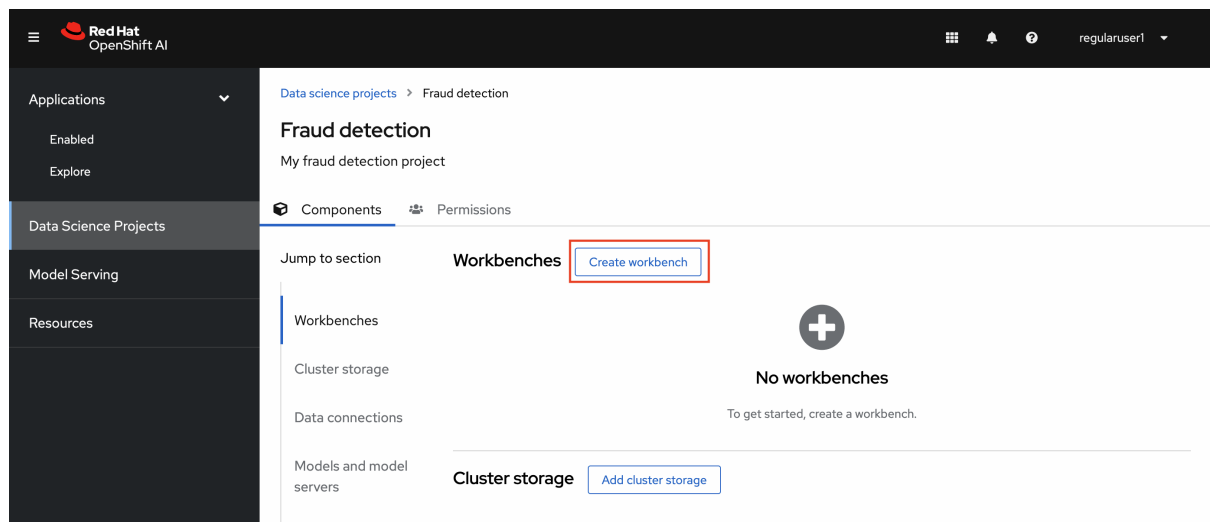 Red Hat
OpenShift AI
regularuser1
Applications
Enabled
Explore
Data Science Projects
Model Serving
Resources
Data science projects > Fraud detection
Fraud detection
My fraud detection project
Components
Permissions
Jump to section
Workbenches
Cluster storage
Data connections
Models and model
servers
Workbenches
Create workbench
No workbenches
To get started, create a workbench.
Cluster storage
Add cluster storage